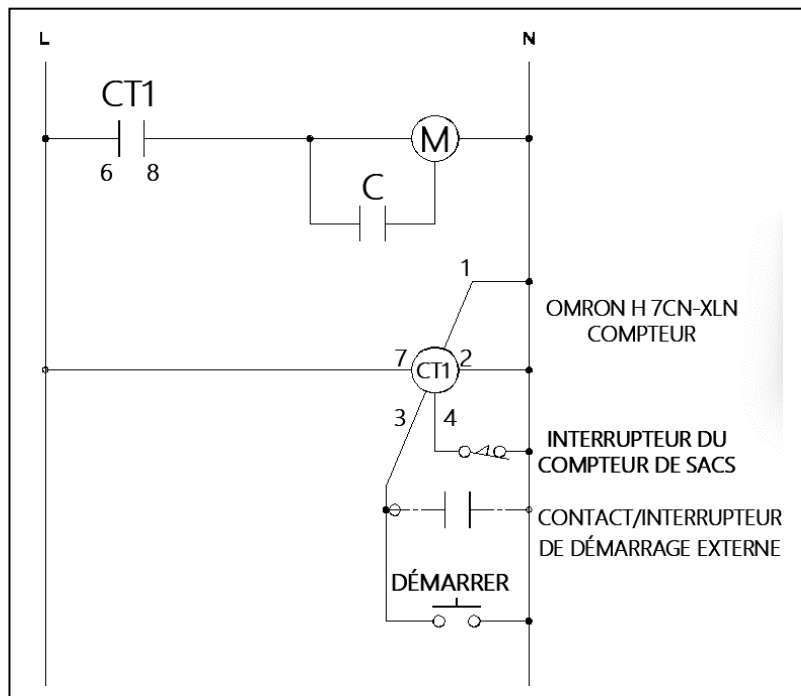 L N
CT1
6 8
M
C
1
OMRON H 7CN-XLN
COMPTEUR
7 CT1 2
3 4
INTERRUPTEUR DU
COMPTEUR DE SACS
CONTACT/INTERRUPTEUR
DE DÉMARRAGE EXTERNE
DÉMARRER